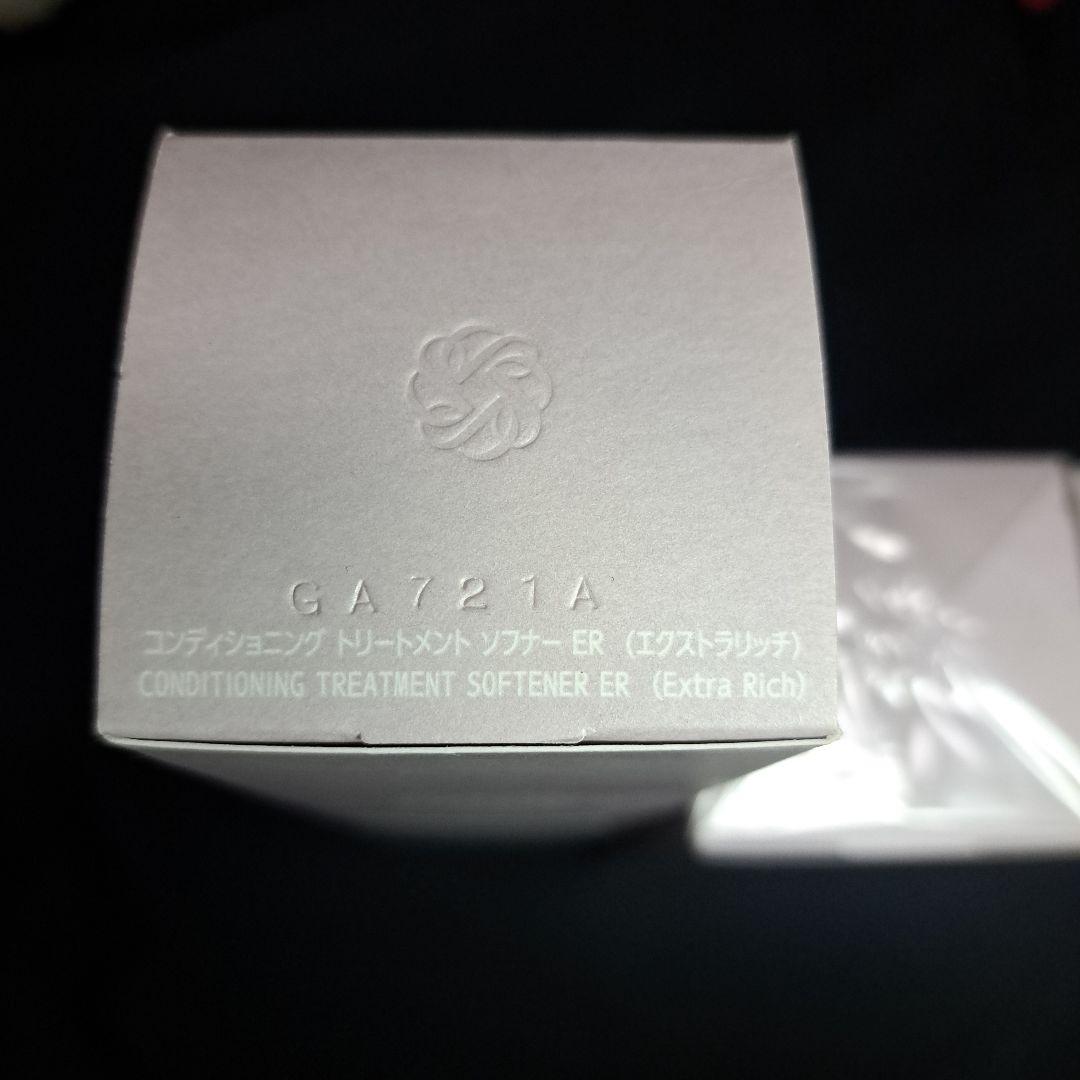 GA721A
コンディショニング トリートメント ソフナー ER （エクストラリッチ）
CONDITIONING TREATMENT SOFTENER ER （Extra Rich）